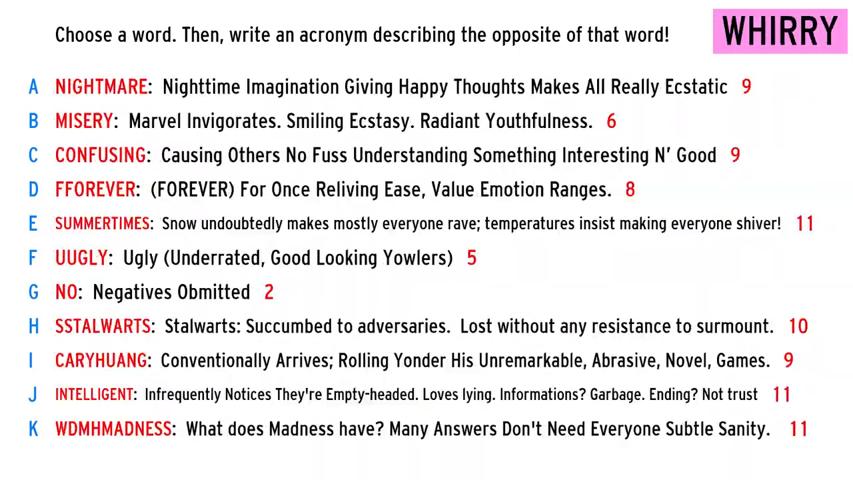 Choose a word. Then, write an acronym describing the opposite of that word!
WHIRRY
A NIGHTMARE: Nighttime Imagination Giving Happy Thoughts Makes All Really Ecstatic 9
B MISERY: Marvel Invigorates. Smiling Ecstasy. Radiant Youthfulness. 6
C CONFUSING: Causing Others No Fuss Understanding Something Interesting N' Good 9
D FFOREVER: (FOREVER) For Once Reliving Ease, Value Emotion Ranges. 8
E SUMMERTIMES: Snow undoubtedly makes mostly everyone rave; temperatures insist making everyone shiver! 11
F UUGLY: Ugly (Underrated, Good Looking Yowlers) 5
G NO: Negatives Obmitted 2
H SSTALWARTS: Stalwarts: Succumbed to adversaries. Lost without any resistance to surmount. 10
I CARYHUANG: Conventionally Arrives; Rolling Yonder His Unremarkable, Abrasive, Novel, Games. 9
J INTELLIGENT: Infrequently Notices They're Empty-headed. Loves lying. Informations? Garbage. Ending? Not trust 11
K WDMHMADNESS: What does Madness have? Many Answers Don't Need Everyone Subtle Sanity. 11